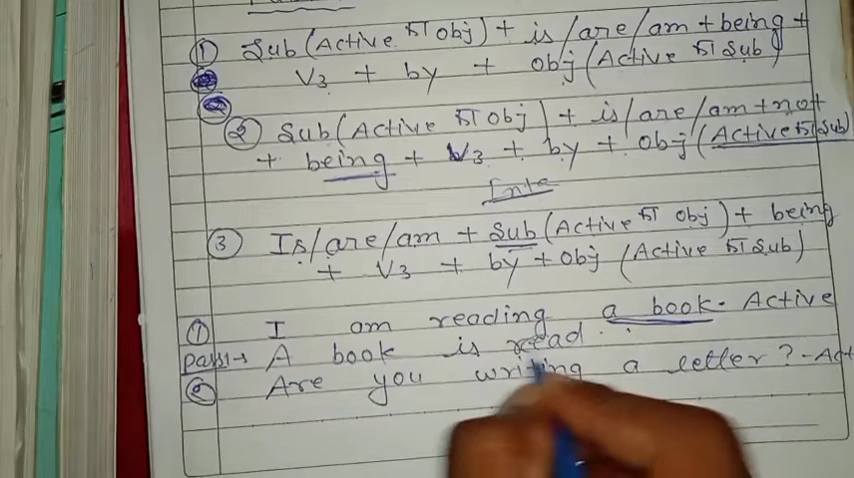 ① Sub (Active का obj) + is/are/am + being +
V3 + by + obj (Active का Sub)
② Sub (Active का obj) + is/are/am + not
+ being + V3 + by + obj (Active का Sub)
Inte
③ Is/are/am + Sub (Active का obj) + being
+ V3 + by + obj (Active का Sub)
① I am reading a book. Active
Pass1→ A book is read
② Are you writing a letter? - Act